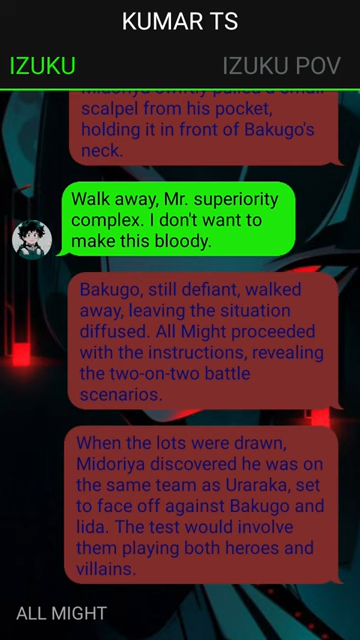 KUMAR TS
IZUKU
IZUKU POV
Midoriya swiftly pulled a small
scalpel from his pocket,
holding it in front of Bakugo's
neck.
Walk away, Mr. superiority
complex. I don't want to
make this bloody.
Bakugo, still defiant, walked
away, leaving the situation
diffused. All Might proceeded
with the instructions, revealing
the two-on-two battle
scenarios.
When the lots were drawn,
Midoriya discovered he was on
the same team as Uraraka, set
to face off against Bakugo and
Iida. The test would involve
them playing both heroes and
villains.
ALL MIGHT